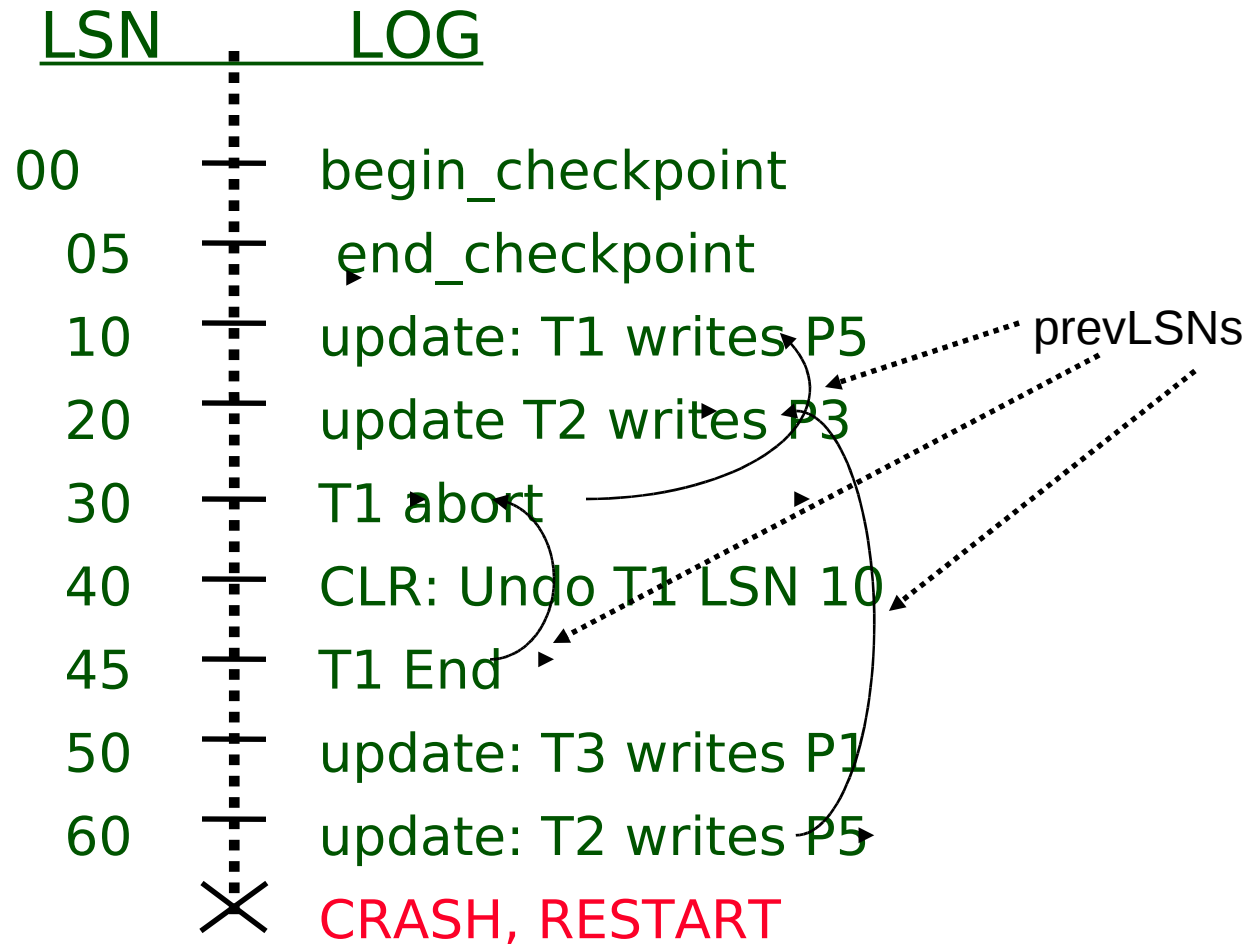 LSN LOG
00 begin_checkpoint
05 end_checkpoint
10 update: T1 writes P5 prevLSNs
20 update T2 writes P3
30 T1 abort
40 CLR: Undo T1 LSN 10
45 T1 End
50 update: T3 writes P1
60 update: T2 writes P5
CRASH, RESTART